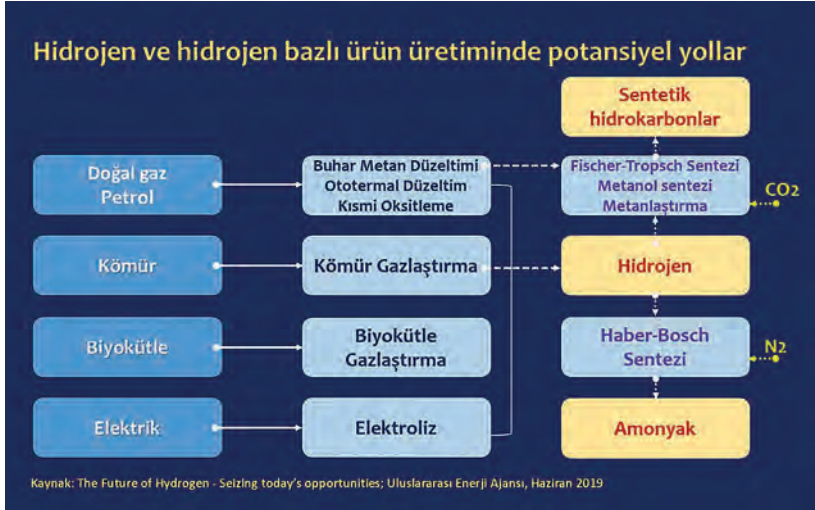 Hidrojen ve hidrojen bazlı ürün üretiminde potansiyel yollar
Sentetik
hidrokarbonlar
Doğal gaz
Petrol
Buhar Metan Düzeltimi
Ototermal Düzeltim
Kısmi Oksitleme
Fischer-Tropsch Sentezi
Metanol sentezi
Metanlaştırma
CO2
Kömür
Kömür Gazlaştırma
Hidrojen
Biyokütle
Biyokütle
Gazlaştırma
Haber-Bosch
Sentezi
N2
Elektrik
Elektroliz
Amonyak
Kaynak: The Future of Hydrogen - Seizing today's opportunities; Uluslararası Enerji Ajansı, Haziran 2019